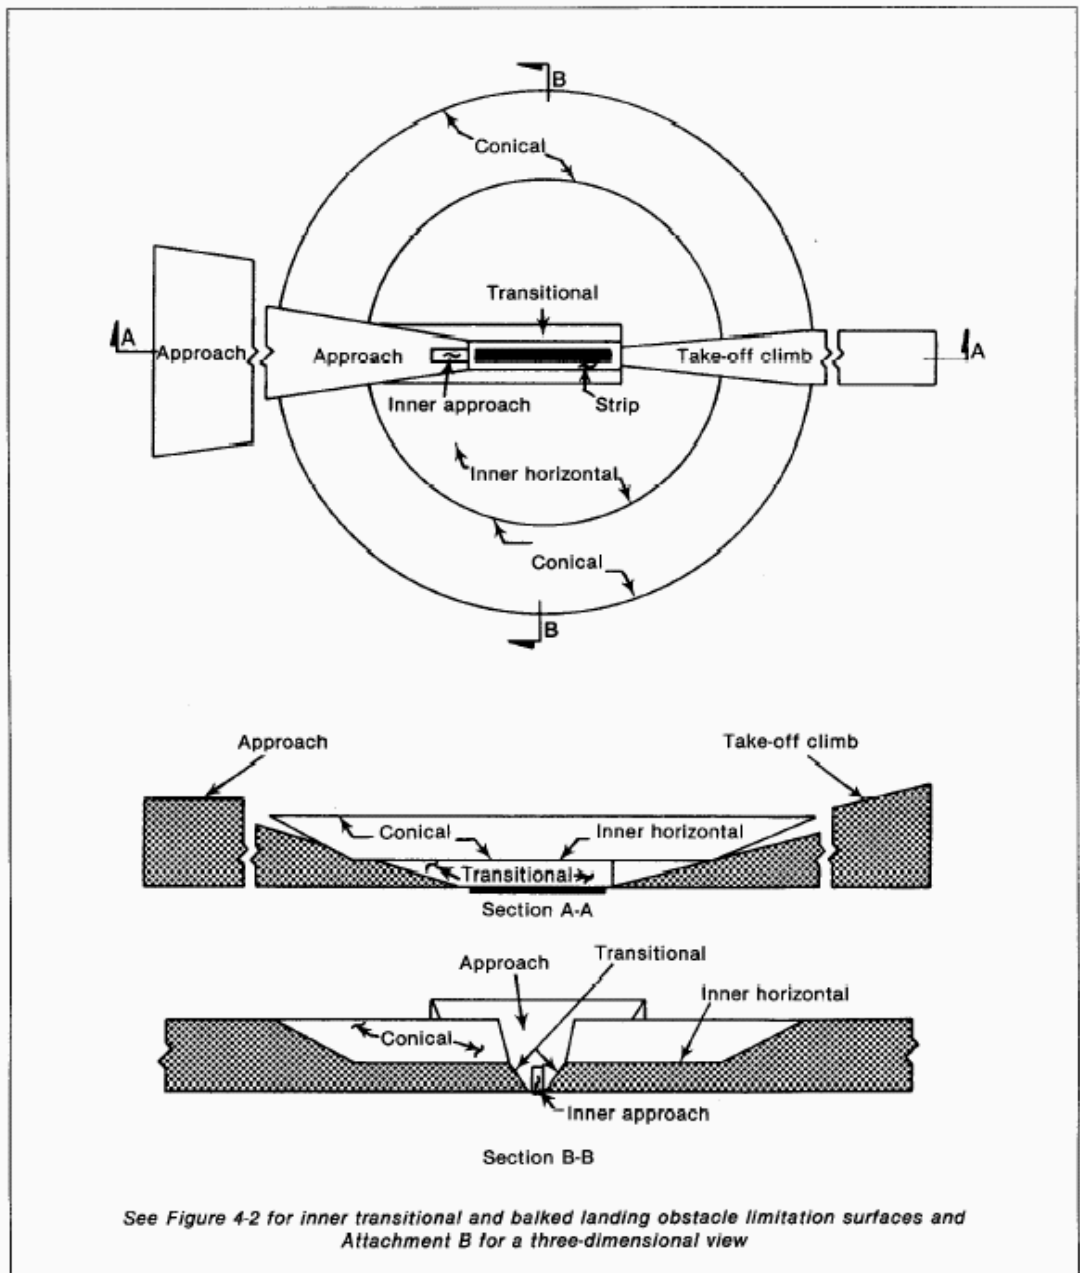 B
Conical
Transitional
A
Approach
Approach
Take-off climb
A
Inner approach
Strip
Inner horizontal
Conical
B
Approach
Take-off climb
Conical
Inner horizontal
Transitional
Section A-A
Transitional
Approach
Inner horizontal
Conical
Inner approach
Section B-B
See Figure 4-2 for inner transitional and balked landing obstacle limitation surfaces and
Attachment B for a three-dimensional view